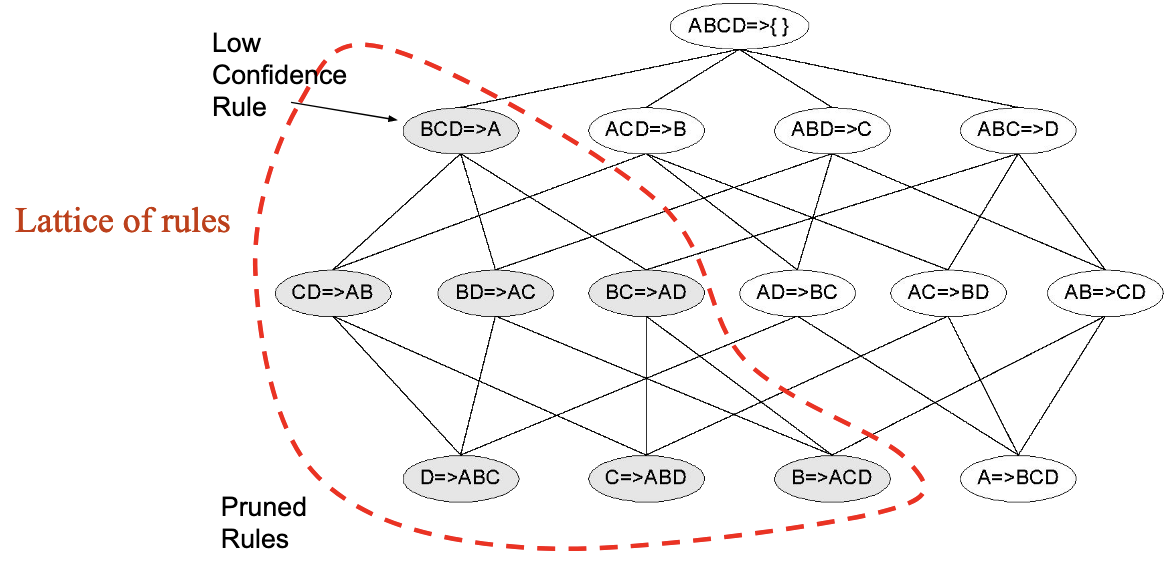 ABCD=>{ }
Low
Confidence
Rule
BCD=>A
ACD=>B
ABD=>C
ABC=>D
Lattice of rules
CD=>AB
BD=>AC
BC=>AD
AD=>BC
AC=>BD
AB=>CD
D=>ABC
C=>ABD
B=>ACD
A=>BCD
Pruned
Rules